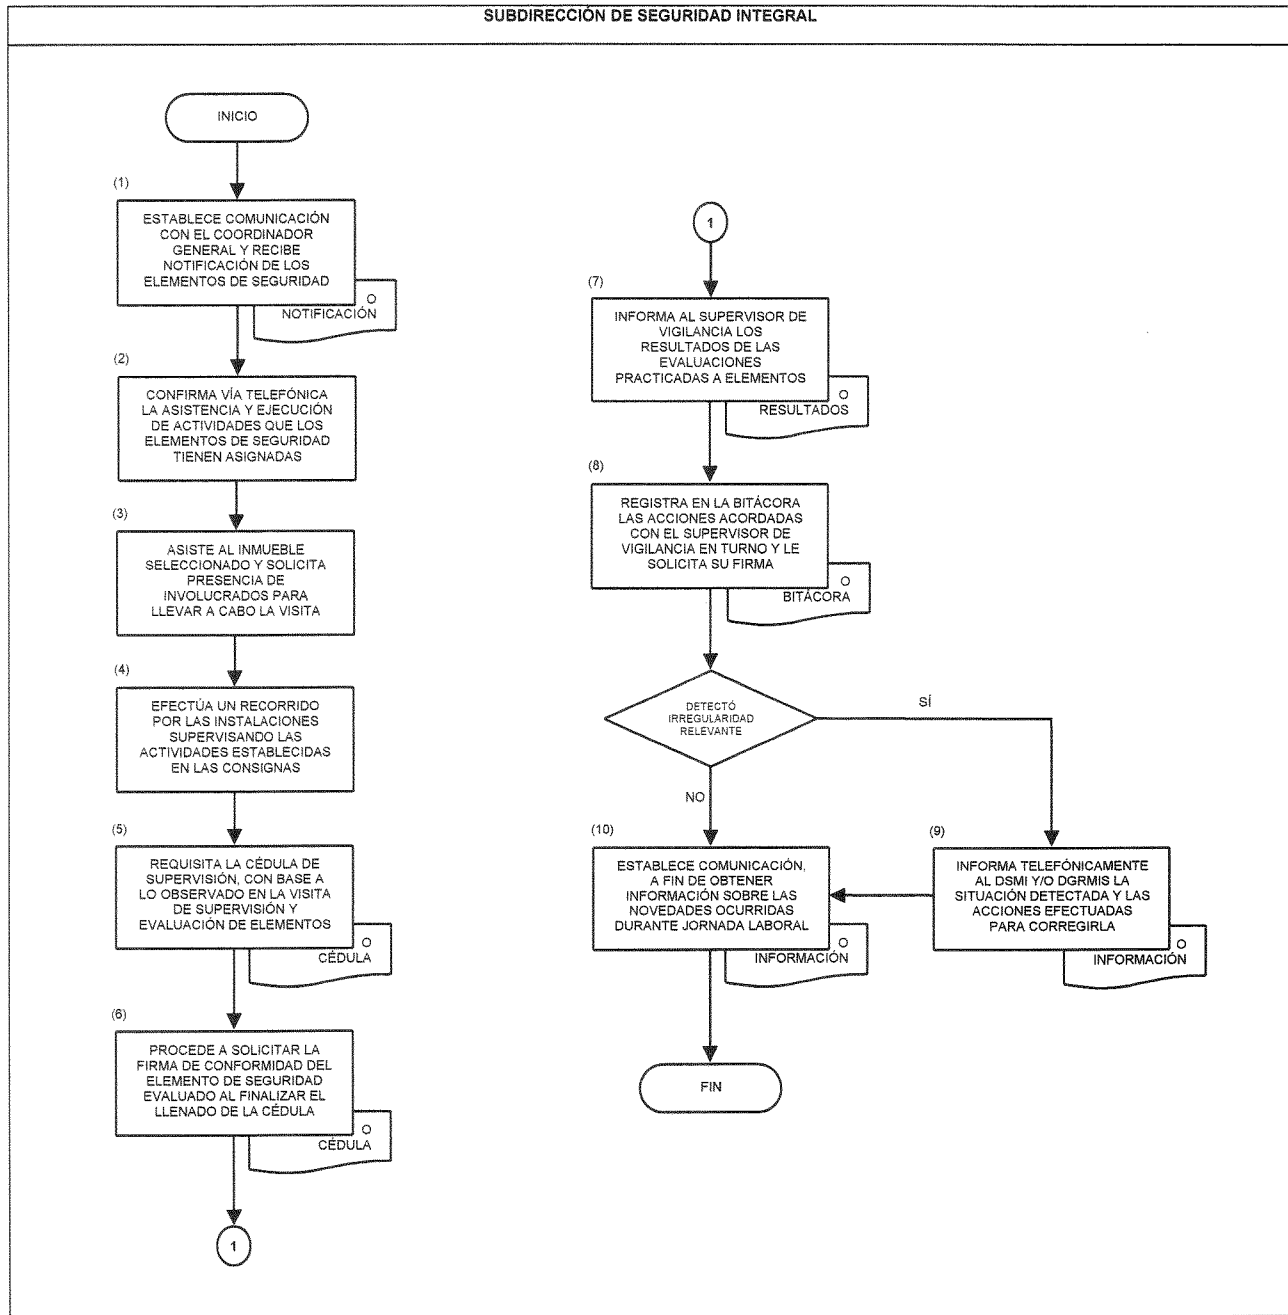 SUBDIRECCIÓN DE SEGURIDAD INTEGRAL
INICIO
(1)
ESTABLECE COMUNICACIÓN
CON EL COORDINADOR
GENERAL Y RECIBE
NOTIFICACIÓN DE LOS
ELEMENTOS DE SEGURIDAD
O
NOTIFICACIÓN
(2)
CONFIRMA VÍA TELEFÓNICA
LA ASISTENCIA Y EJECUCIÓN
DE ACTIVIDADES QUE LOS
ELEMENTOS DE SEGURIDAD
TIENEN ASIGNADAS
(3)
ASISTE AL INMUEBLE
SELECCIONADO Y SOLICITA
PRESENCIA DE
INVOLUCRADOS PARA
LLEVAR A CABO LA VISITA
(4)
EFECTÚA UN RECORRIDO
POR LAS INSTALACIONES
SUPERVISANDO LAS
ACTIVIDADES ESTABLECIDAS
EN LAS CONSIGNAS
(5)
REQUISITA LA CÉDULA DE
SUPERVISIÓN, CON BASE A
LO OBSERVADO EN LA VISITA
DE SUPERVISIÓN Y
EVALUACIÓN DE ELEMENTOS
O
CÉDULA
(6)
PROCEDE A SOLICITAR LA
FIRMA DE CONFORMIDAD DEL
ELEMENTO DE SEGURIDAD
EVALUADO AL FINALIZAR EL
LLENADO DE LA CÉDULA
O
CÉDULA
1
1
(7)
INFORMA AL SUPERVISOR DE
VIGILANCIA LOS
RESULTADOS DE LAS
EVALUACIONES
PRACTICADAS A ELEMENTOS
O
RESULTADOS
(8)
REGISTRA EN LA BITÁCORA
LAS ACCIONES ACORDADAS
CON EL SUPERVISOR DE
VIGILANCIA EN TURNO Y LE
SOLICITA SU FIRMA
O
BITÁCORA
DETECTÓ
IRREGULARIDAD
RELEVANTE
SÍ
NO
(9)
INFORMA TELEFÓNICAMENTE
AL DSMI Y/O DGRMIS LA
SITUACIÓN DETECTADA Y LAS
ACCIONES EFECTUADAS
PARA CORREGIRLA
O
INFORMACIÓN
(10)
ESTABLECE COMUNICACIÓN,
A FIN DE OBTENER
INFORMACIÓN SOBRE LAS
NOVEDADES OCURRIDAS
DURANTE JORNADA LABORAL
O
INFORMACIÓN
FIN